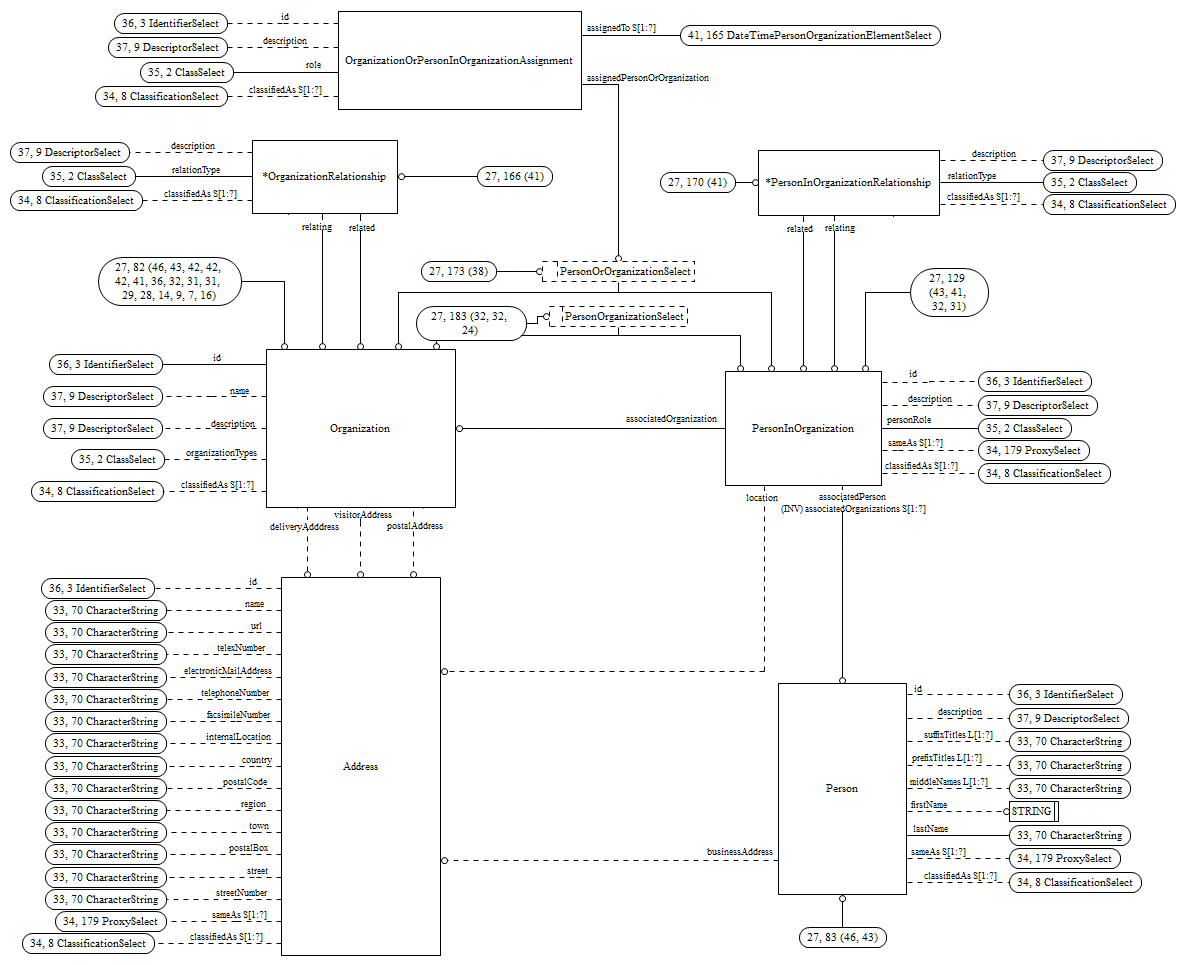 36, 3 IdentifierSelect
id
37, 9 DescriptorSelect
description
35, 2 ClassSelect
role
34, 8 ClassificationSelect
classifiedAs S[1:?]
OrganizationOrPersonInOrganizationAssignment
assignedTo S[1:?]
41, 165 DateTimePersonOrganizationElementSelect
assignedPersonOrOrganization
37, 9 DescriptorSelect
description
35, 2 ClassSelect
relationType
34, 8 ClassificationSelect
classifiedAs S[1:?]
*OrganizationRelationship
27, 166 (41)
27, 170 (41)
*PersonInOrganizationRelationship
description
37, 9 DescriptorSelect
relationType
35, 2 ClassSelect
classifiedAs S[1:?]
34, 8 ClassificationSelect
relating
related
related
relating
27, 82 (46, 43, 42, 42,
42, 41, 36, 32, 31, 31,
29, 28, 14, 9, 7, 16)
27, 173 (38)
PersonOrOrganizationSelect
27, 183 (32, 32,
24)
PersonOrganizationSelect
27, 129
(43, 41,
32, 31)
36, 3 IdentifierSelect
id
37, 9 DescriptorSelect
name
37, 9 DescriptorSelect
description
35, 2 ClassSelect
organizationTypes
34, 8 ClassificationSelect
classifiedAs S[1:?]
Organization
associatedOrganization
PersonInOrganization
id
36, 3 IdentifierSelect
description
37, 9 DescriptorSelect
personRole
35, 2 ClassSelect
sameAs S[1:?]
34, 179 ProxySelect
classifiedAs S[1:?]
34, 8 ClassificationSelect
deliveryAdddress
visitorAddress
postalAddress
location
associatedPerson
(INV) associatedOrganizations S[1:?]
36, 3 IdentifierSelect
id
33, 70 CharacterString
name
33, 70 CharacterString
url
33, 70 CharacterString
telexNumber
33, 70 CharacterString
electronicMailAddress
33, 70 CharacterString
telephoneNumber
33, 70 CharacterString
facsimileNumber
33, 70 CharacterString
internalLocation
33, 70 CharacterString
country
33, 70 CharacterString
postalCode
33, 70 CharacterString
region
33, 70 CharacterString
town
33, 70 CharacterString
postalBox
33, 70 CharacterString
street
33, 70 CharacterString
streetNumber
34, 179 ProxySelect
sameAs S[1:?]
34, 8 ClassificationSelect
classifiedAs S[1:?]
Address
businessAddress
Person
id
36, 3 IdentifierSelect
description
37, 9 DescriptorSelect
suffixTitles L[1:?]
33, 70 CharacterString
prefixTitles L[1:?]
33, 70 CharacterString
middleNames L[1:?]
33, 70 CharacterString
firstName
STRING
lastName
33, 70 CharacterString
sameAs S[1:?]
34, 179 ProxySelect
classifiedAs S[1:?]
34, 8 ClassificationSelect
27, 83 (46, 43)